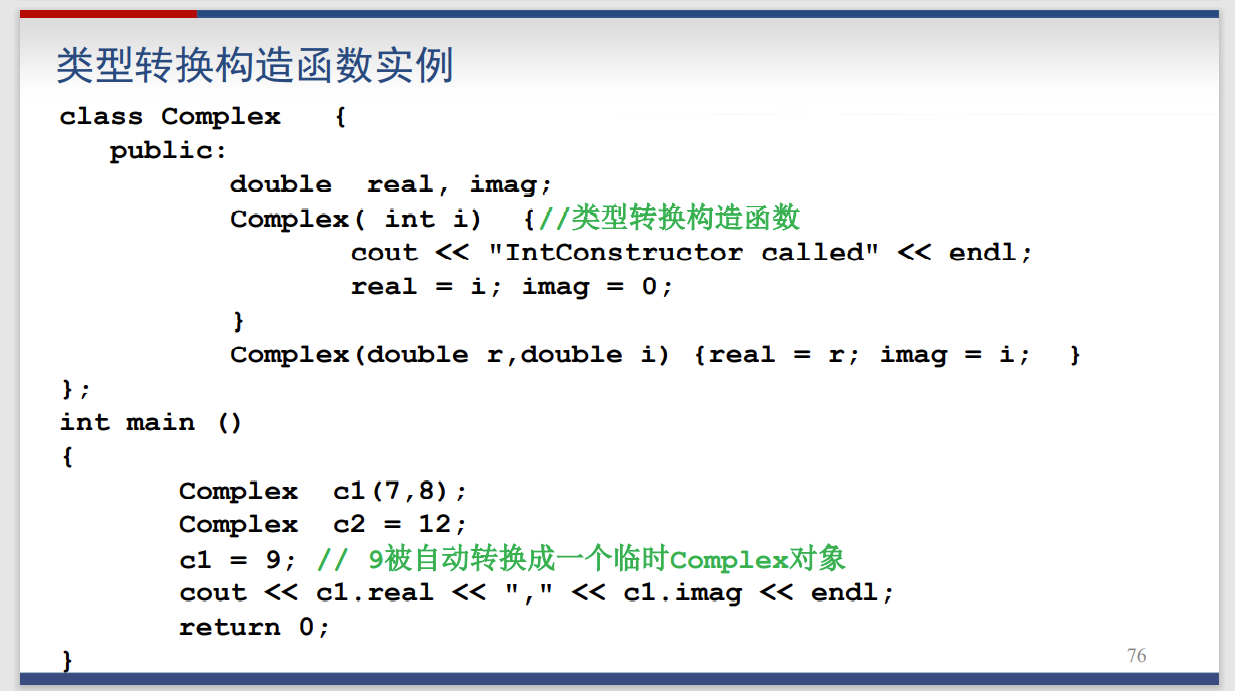 类型转换构造函数实例
class Complex   {
public:
double  real, imag;
Complex( int i)  {//类型转换构造函数
cout << "IntConstructor called" << endl;
real = i; imag = 0;
}
Complex(double r,double i) {real = r; imag = i;  }
};
int main ()
{
Complex  c1(7,8);
Complex  c2 = 12;
c1 = 9; // 9被自动转换成一个临时Complex对象
cout << c1.real << "," << c1.imag << endl;
return 0;
}
76